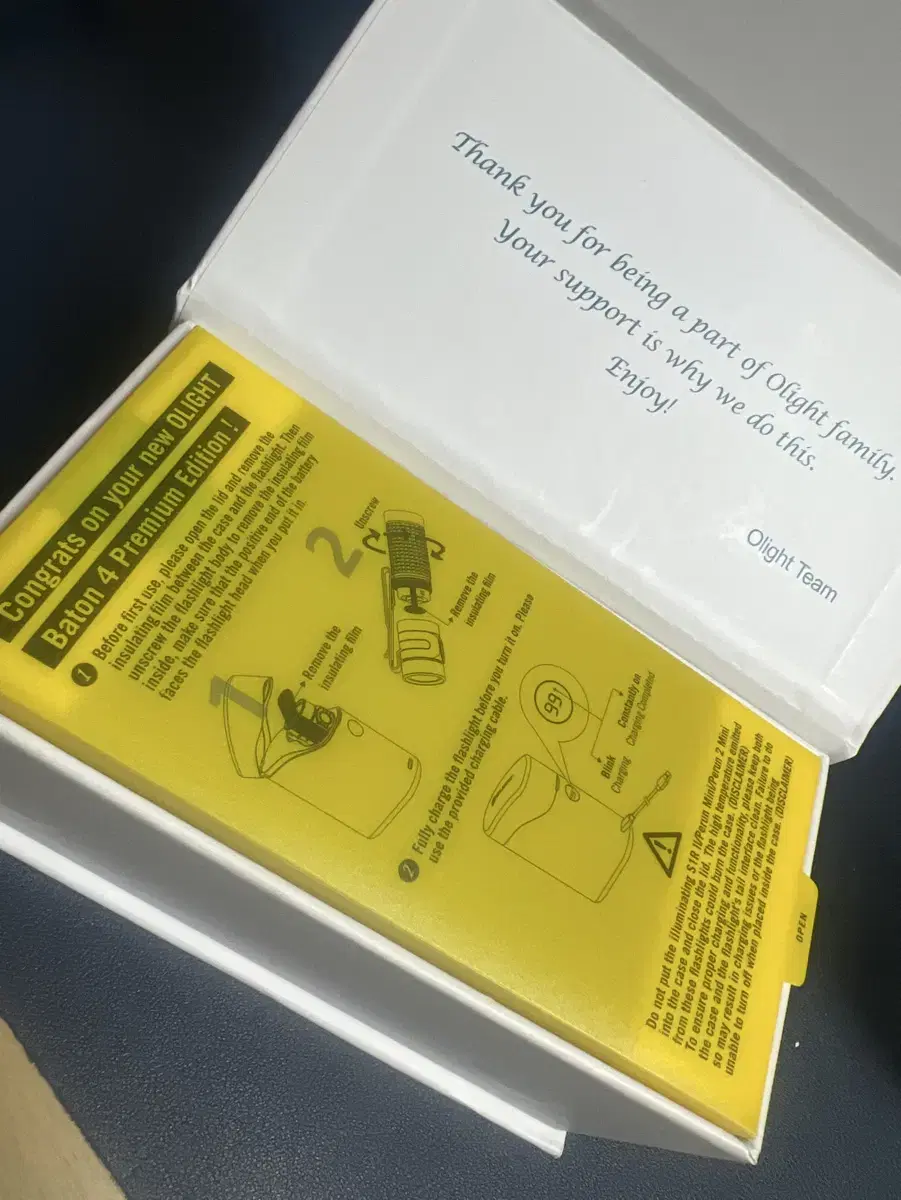 Thank you for being a part of Olight family.
Your support is why we do this.
Enjoy!
Olight Team
Congrats on your new OLIGHT
Baton 4 Premium Edition!
1 Before first use, please open the lid and remove the
insulating film between the case and the flashlight. Then
unscrew the flashlight body to remove the insulating film
inside, make sure that the positive end of the battery
faces the flashlight head when you put it in.
1
Remove the
insulating film
2
Unscrew
Remove the
insulating film
2 Fully charge the flashlight before you turn it on. Please
use the provided charging cable.
99
Blink
Charging
Constantly on
Charging Completed
Do not put the illuminating S1R II/Perun Mini/Perun 2 Mini
into the case and close the lid. The high temperature emitted
from these flashlights could burn the case. (DISCLAIMER)
To ensure proper charging and functionality, please keep both
the case and the flashlight's tail interface clean. Failure to do
so may result in charging issues or the flashlight being
unable to turn off when placed inside the case. (DISCLAIMER)
OPEN